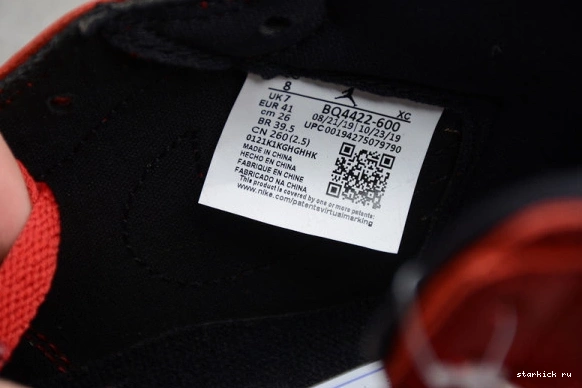 8
UK 7
EUR 41
cm 26
BR 39.5
CN 260 (2.5)
0121K1KGHGHHK
XC
BQ4422-600
08/21/19 10/23/19
UPC00194275079790
MADE IN CHINA
HECHO EN CHINA
FABRIQUE EN CHINE
FABRICADO NA CHINA
This product is covered by one or more patents:
www.nike.com/patentsvirtualmarking
starkick ru